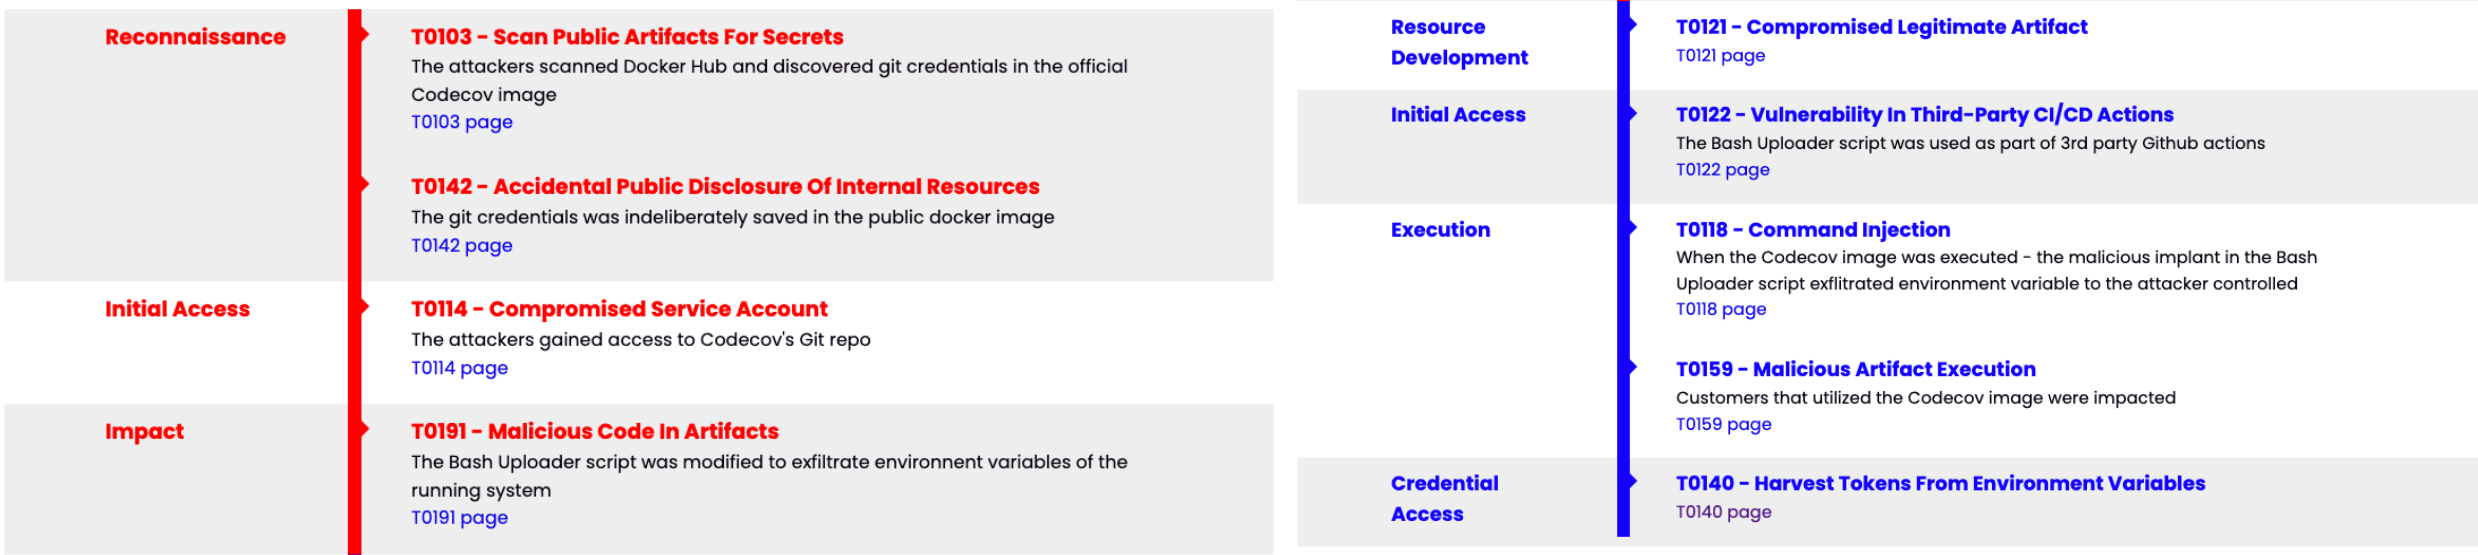 Reconnaissance
T0103 - Scan Public Artifacts For Secrets
The attackers scanned Docker Hub and discovered git credentials in the official
Codecov image
T0103 page
T0142 - Accidental Public Disclosure Of Internal Resources
The git credentials was indeliberately saved in the public docker image
T0142 page
Initial Access
T0114 - Compromised Service Account
The attackers gained access to Codecov's Git repo
T0114 page
Impact
T0191 - Malicious Code In Artifacts
The Bash Uploader script was modified to exfiltrate environnent variables of the
running system
T0191 page
Resource
Development
T0121 - Compromised Legitimate Artifact
T0121 page
Initial Access
T0122 - Vulnerability In Third-Party CI/CD Actions
The Bash Uploader script was used as part of 3rd party Github actions
T0122 page
Execution
T0118 - Command Injection
When the Codecov image was executed - the malicious implant in the Bash
Uploader script exflitrated environment variable to the attacker controlled
T0118 page
T0159 - Malicious Artifact Execution
Customers that utilized the Codecov image were impacted
T0159 page
Credential
Access
T0140 - Harvest Tokens From Environment Variables
T0140 page